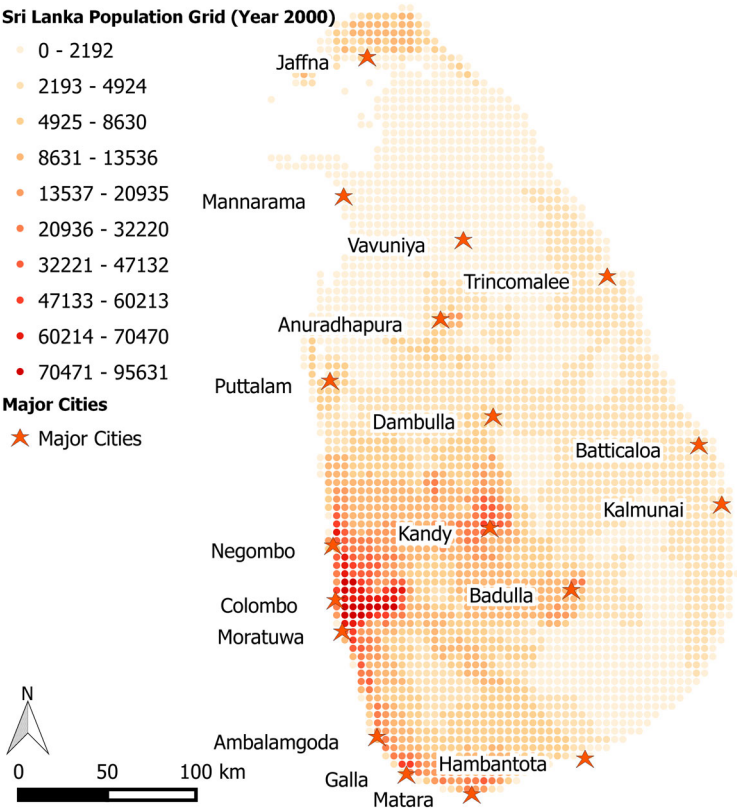 Sri Lanka Population Grid (Year 2000)
0 - 2192
2193 - 4924
4925 - 8630
8631 - 13536
13537 - 20935
20936 - 32220
32221 - 47132
47133 - 60213
60214 - 70470
70471 - 95631
Major Cities
Major Cities
Jaffna
Mannarama
Vavuniya
Trincomalee
Anuradhapura
Puttalam
Dambulla
Batticaloa
Kalmunai
Kandy
Negombo
Badulla
Colombo
Moratuwa
Ambalamgoda
Hambantota
Galla
Matara
N
0 50 100 km